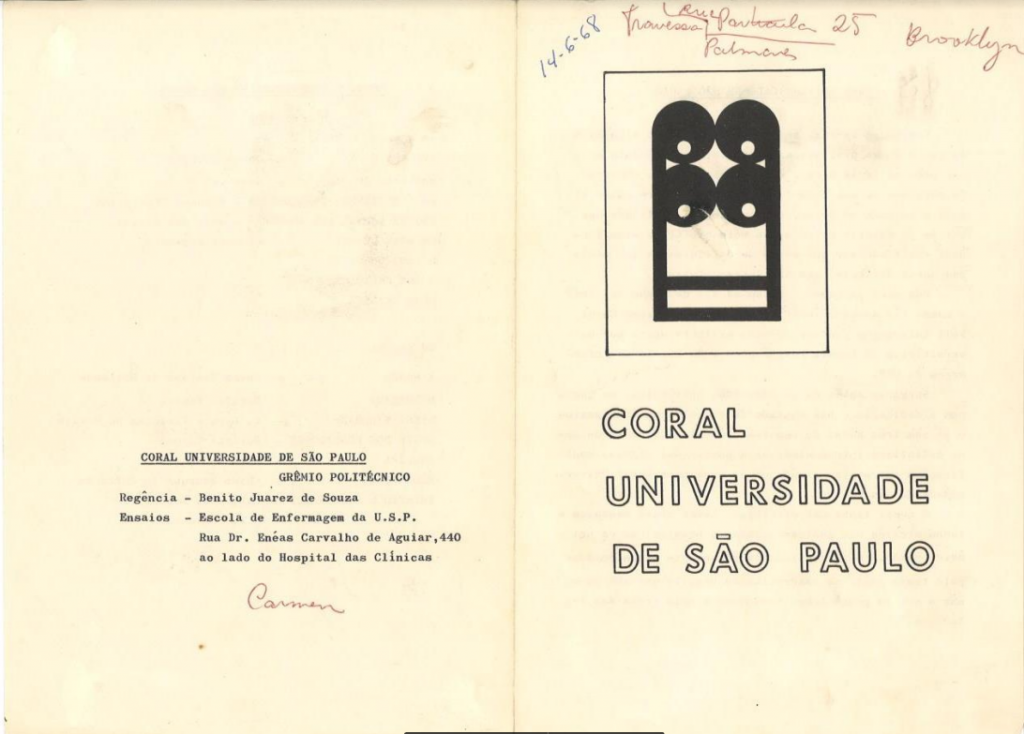 CORAL UNIVERSIDADE DE SÃO PAULO
GRÊMIO POLITÉCNICO
Regência - Benito Juarez de Souza
Ensaios - Escola de Enfermagem da U.S.P.
Rua Dr. Enéas Carvalho de Aguiar,440
ao lado do Hospital das Clínicas
Carmen
14-6-68
Travessa Particular 25 Brooklyn
Palmares
CORAL
UNIVERSIDADE
DE SÃO PAULO